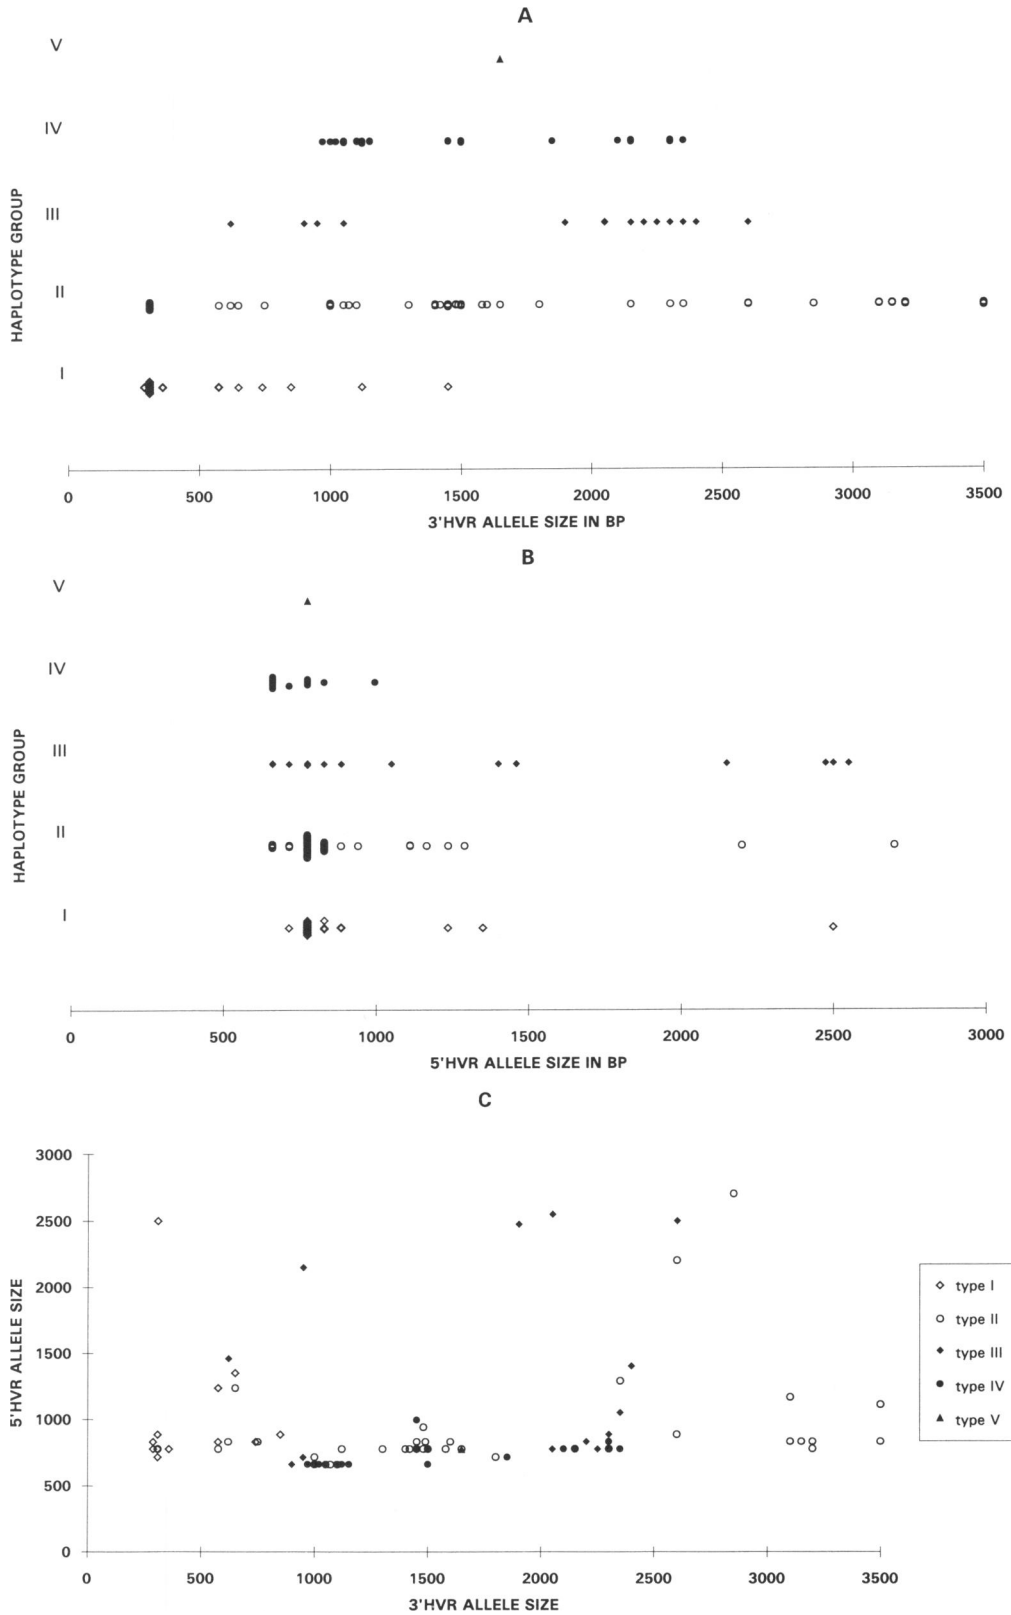 A
V
IV
III
II
I
HAPLOTYPE GROUP
0 500 1000 1500 2000 2500 3000 3500
3'HVR ALLELE SIZE IN BP
B
V
IV
III
II
I
HAPLOTYPE GROUP
0 500 1000 1500 2000 2500 3000
5'HVR ALLELE SIZE IN BP
C
3000
2500
2000
1500
1000
500
0
5'HVR ALLELE SIZE
0 500 1000 1500 2000 2500 3000 3500
3'HVR ALLELE SIZE
type I
type II
type III
type IV
type V